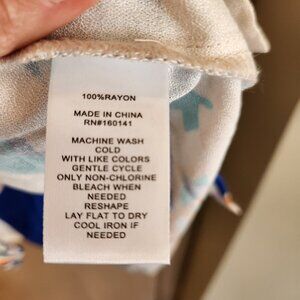 100%RAYON
MADE IN CHINA
RN#160141
MACHINE WASH
COLD
WITH LIKE COLORS
GENTLE CYCLE
ONLY NON-CHLORINE
BLEACH WHEN
NEEDED
RESHAPE
LAY FLAT TO DRY
COOL IRON IF
NEEDED